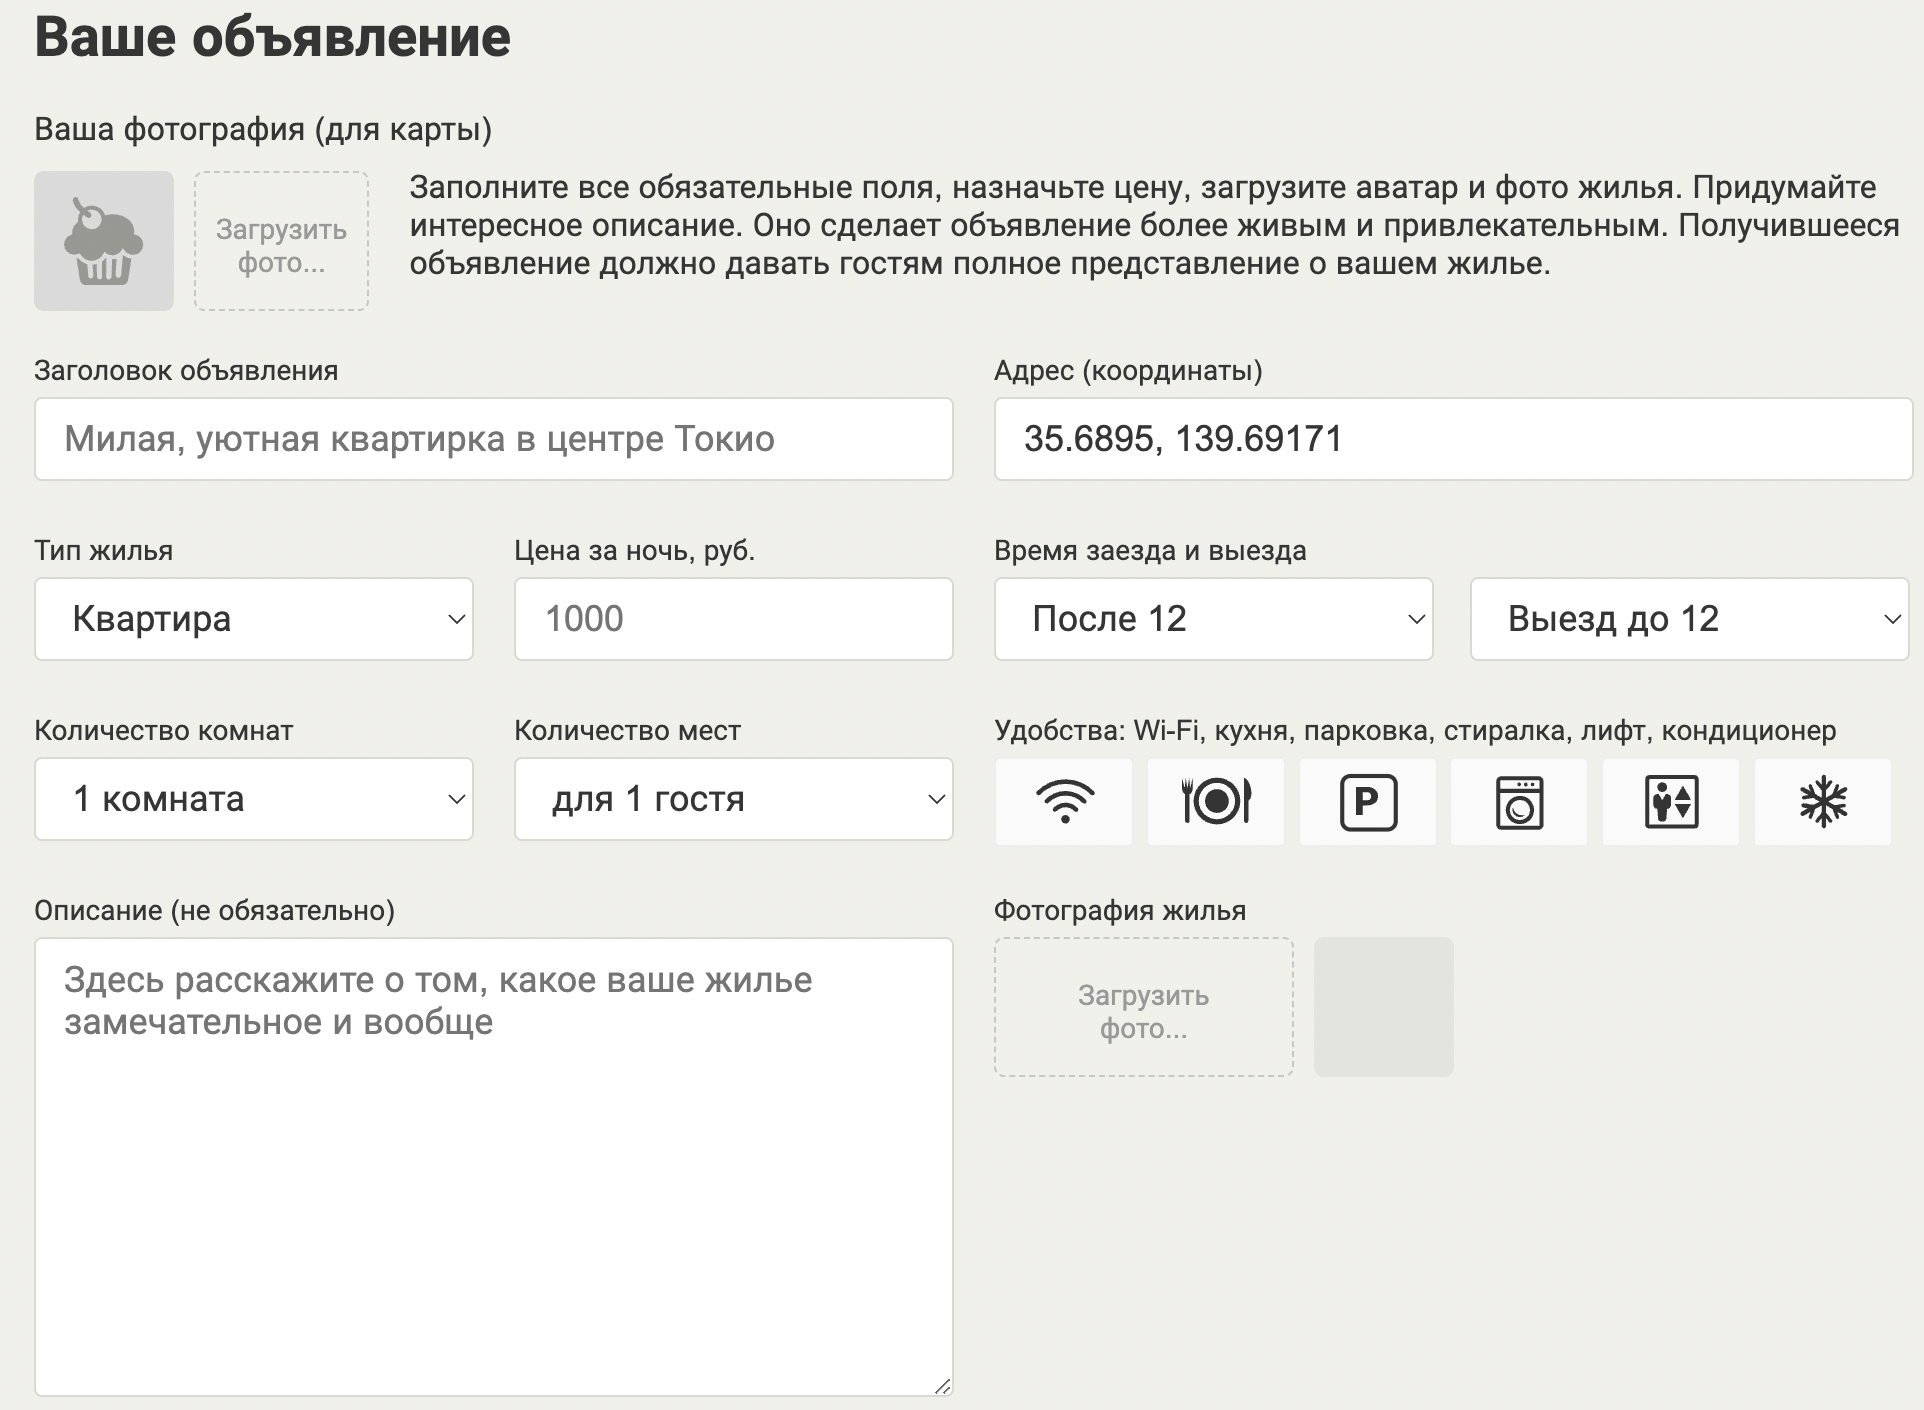 Ваше объявление
Ваша фотография (для карты)
Загрузить
фото...
Заполните все обязательные поля, назначьте цену, загрузите аватар и фото жилья. Придумайте
интересное описание. Оно сделает объявление более живым и привлекательным. Получившееся
объявление должно давать гостям полное представление о вашем жилье.
Заголовок объявления
Милая, уютная квартирка в центре Токио
Адрес (координаты)
35.6895, 139.69171
Тип жилья
Квартира
Цена за ночь, руб.
1000
Время заезда и выезда
После 12
Выезд до 12
Количество комнат
1 комната
Количество мест
для 1 гостя
Удобства: Wi-Fi, кухня, парковка, стиралка, лифт, кондиционер
P
Описание (не обязательно)
Здесь расскажите о том, какое ваше жилье
замечательное и вообще
Фотография жилья
Загрузить
фото...